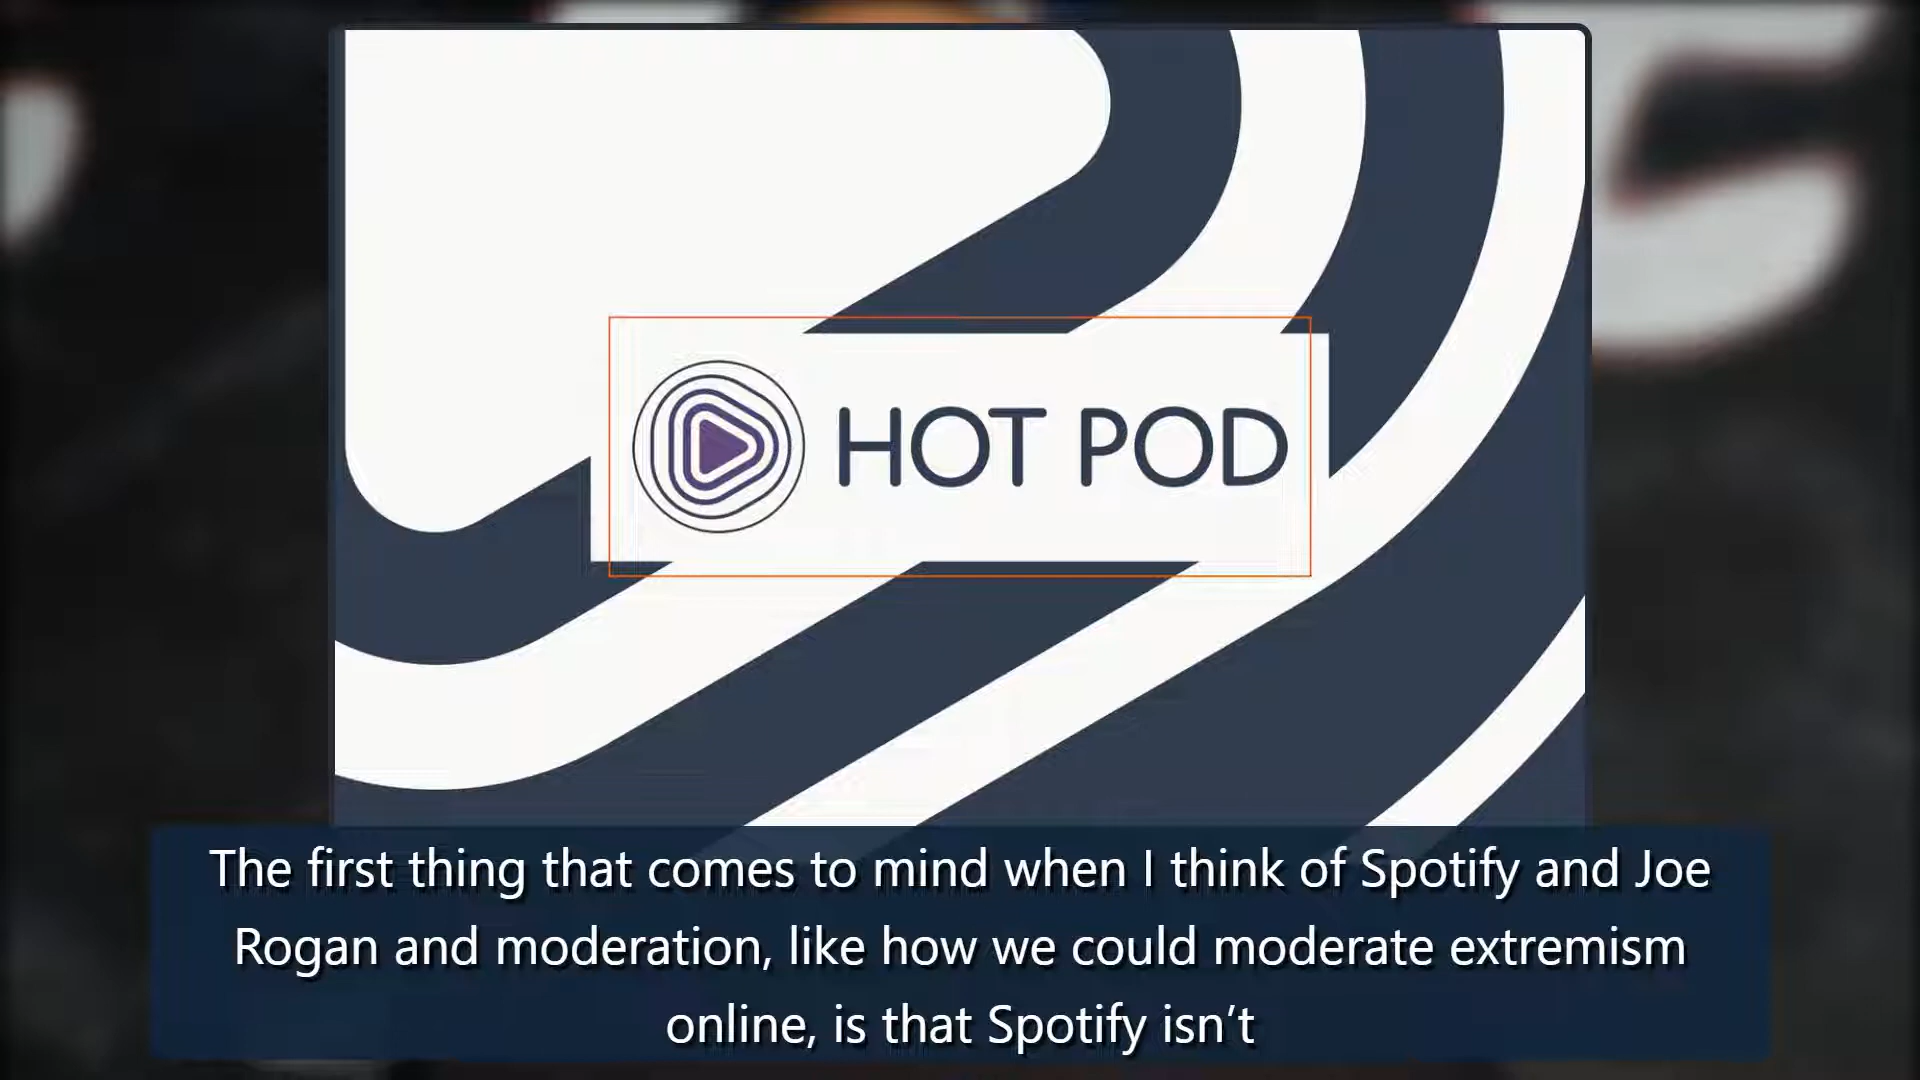 HOT POD
The first thing that comes to mind when I think of Spotify and Joe
Rogan and moderation, like how we could moderate extremism
online, is that Spotify isn’t